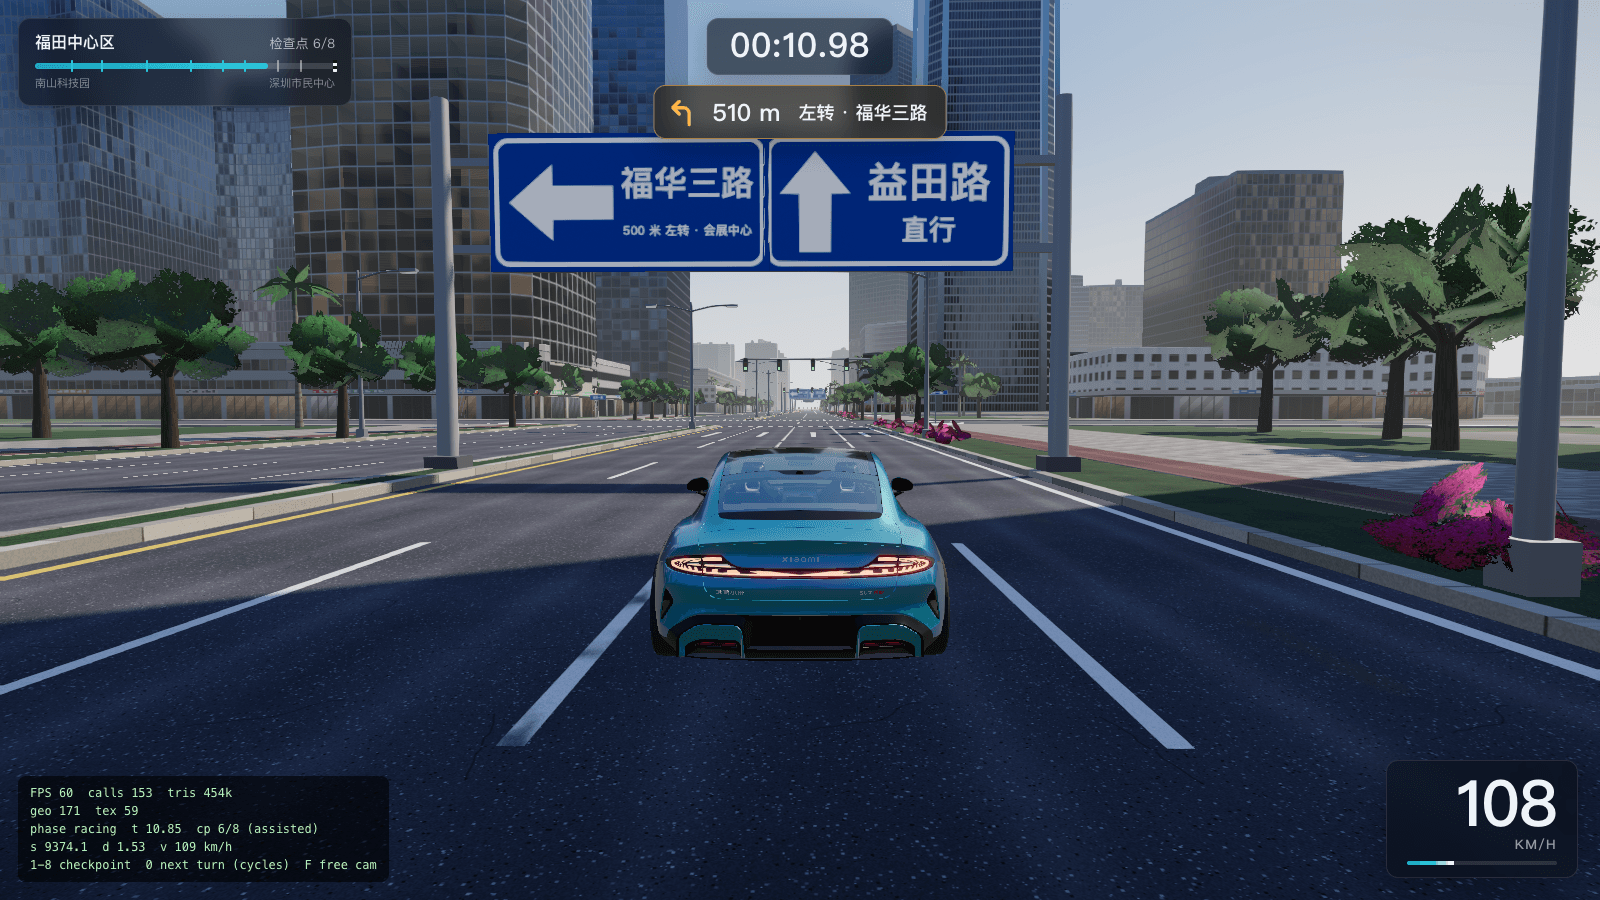 福田中心区
检查点 6/8
南山科技园
深圳市民中心
00:10.98
510 m 左转 · 福华三路
福华三路
500 米 左转 · 会展中心
益田路
直行
xiaomi
FPS 60 calls 153 tris 454k
geo 171 tex 59
phase racing t 10.85 cp 6/8 (assisted)
s 9374.1 d 1.53 v 109 km/h
1-8 checkpoint 0 next turn (cycles) F free cam
108
KM/H